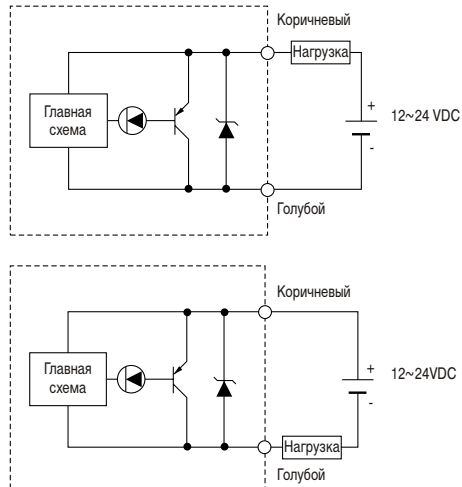 Коричневый
Нагрузка
Главная
схема
+
12~24 VDC
-
Голубой
Коричневый
Главная
схема
+
12~24VDC
-
Нагрузка
Голубой